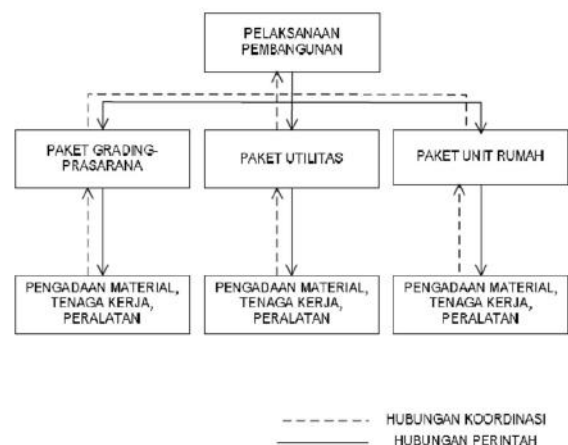 PELAKSANAAN
PEMBANGUNAN
PAKET GRADING-
PRASARANA
PAKET UTILITAS
PAKET UNIT RUMAH
PENGADAAN MATERIAL,
TENAGA KERJA,
PERALATAN
PENGADAAN MATERIAL,
TENAGA KERJA,
PERALATAN
PENGADAAN MATERIAL,
TENAGA KERJA,
PERALATAN
HUBUNGAN KOORDINASI
HUBUNGAN PERINTAH